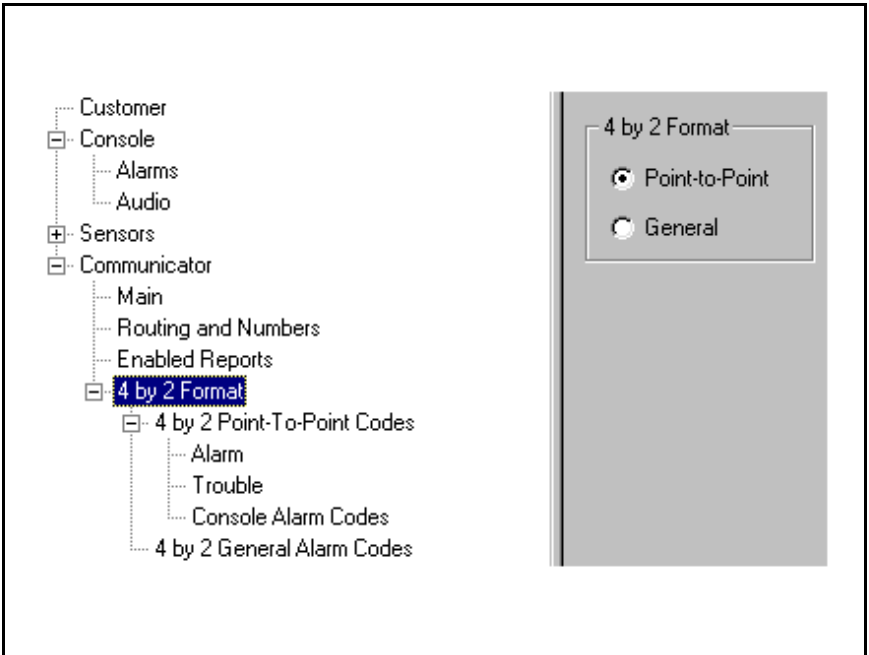 Customer
Console
Alarms
Audio
Sensors
Communicator
Main
Routing and Numbers
Enabled Reports
4 by 2 Format
4 by 2 Point-To-Point Codes
Alarm
Trouble
Console Alarm Codes
4 by 2 General Alarm Codes
4 by 2 Format
Point-to-Point
General